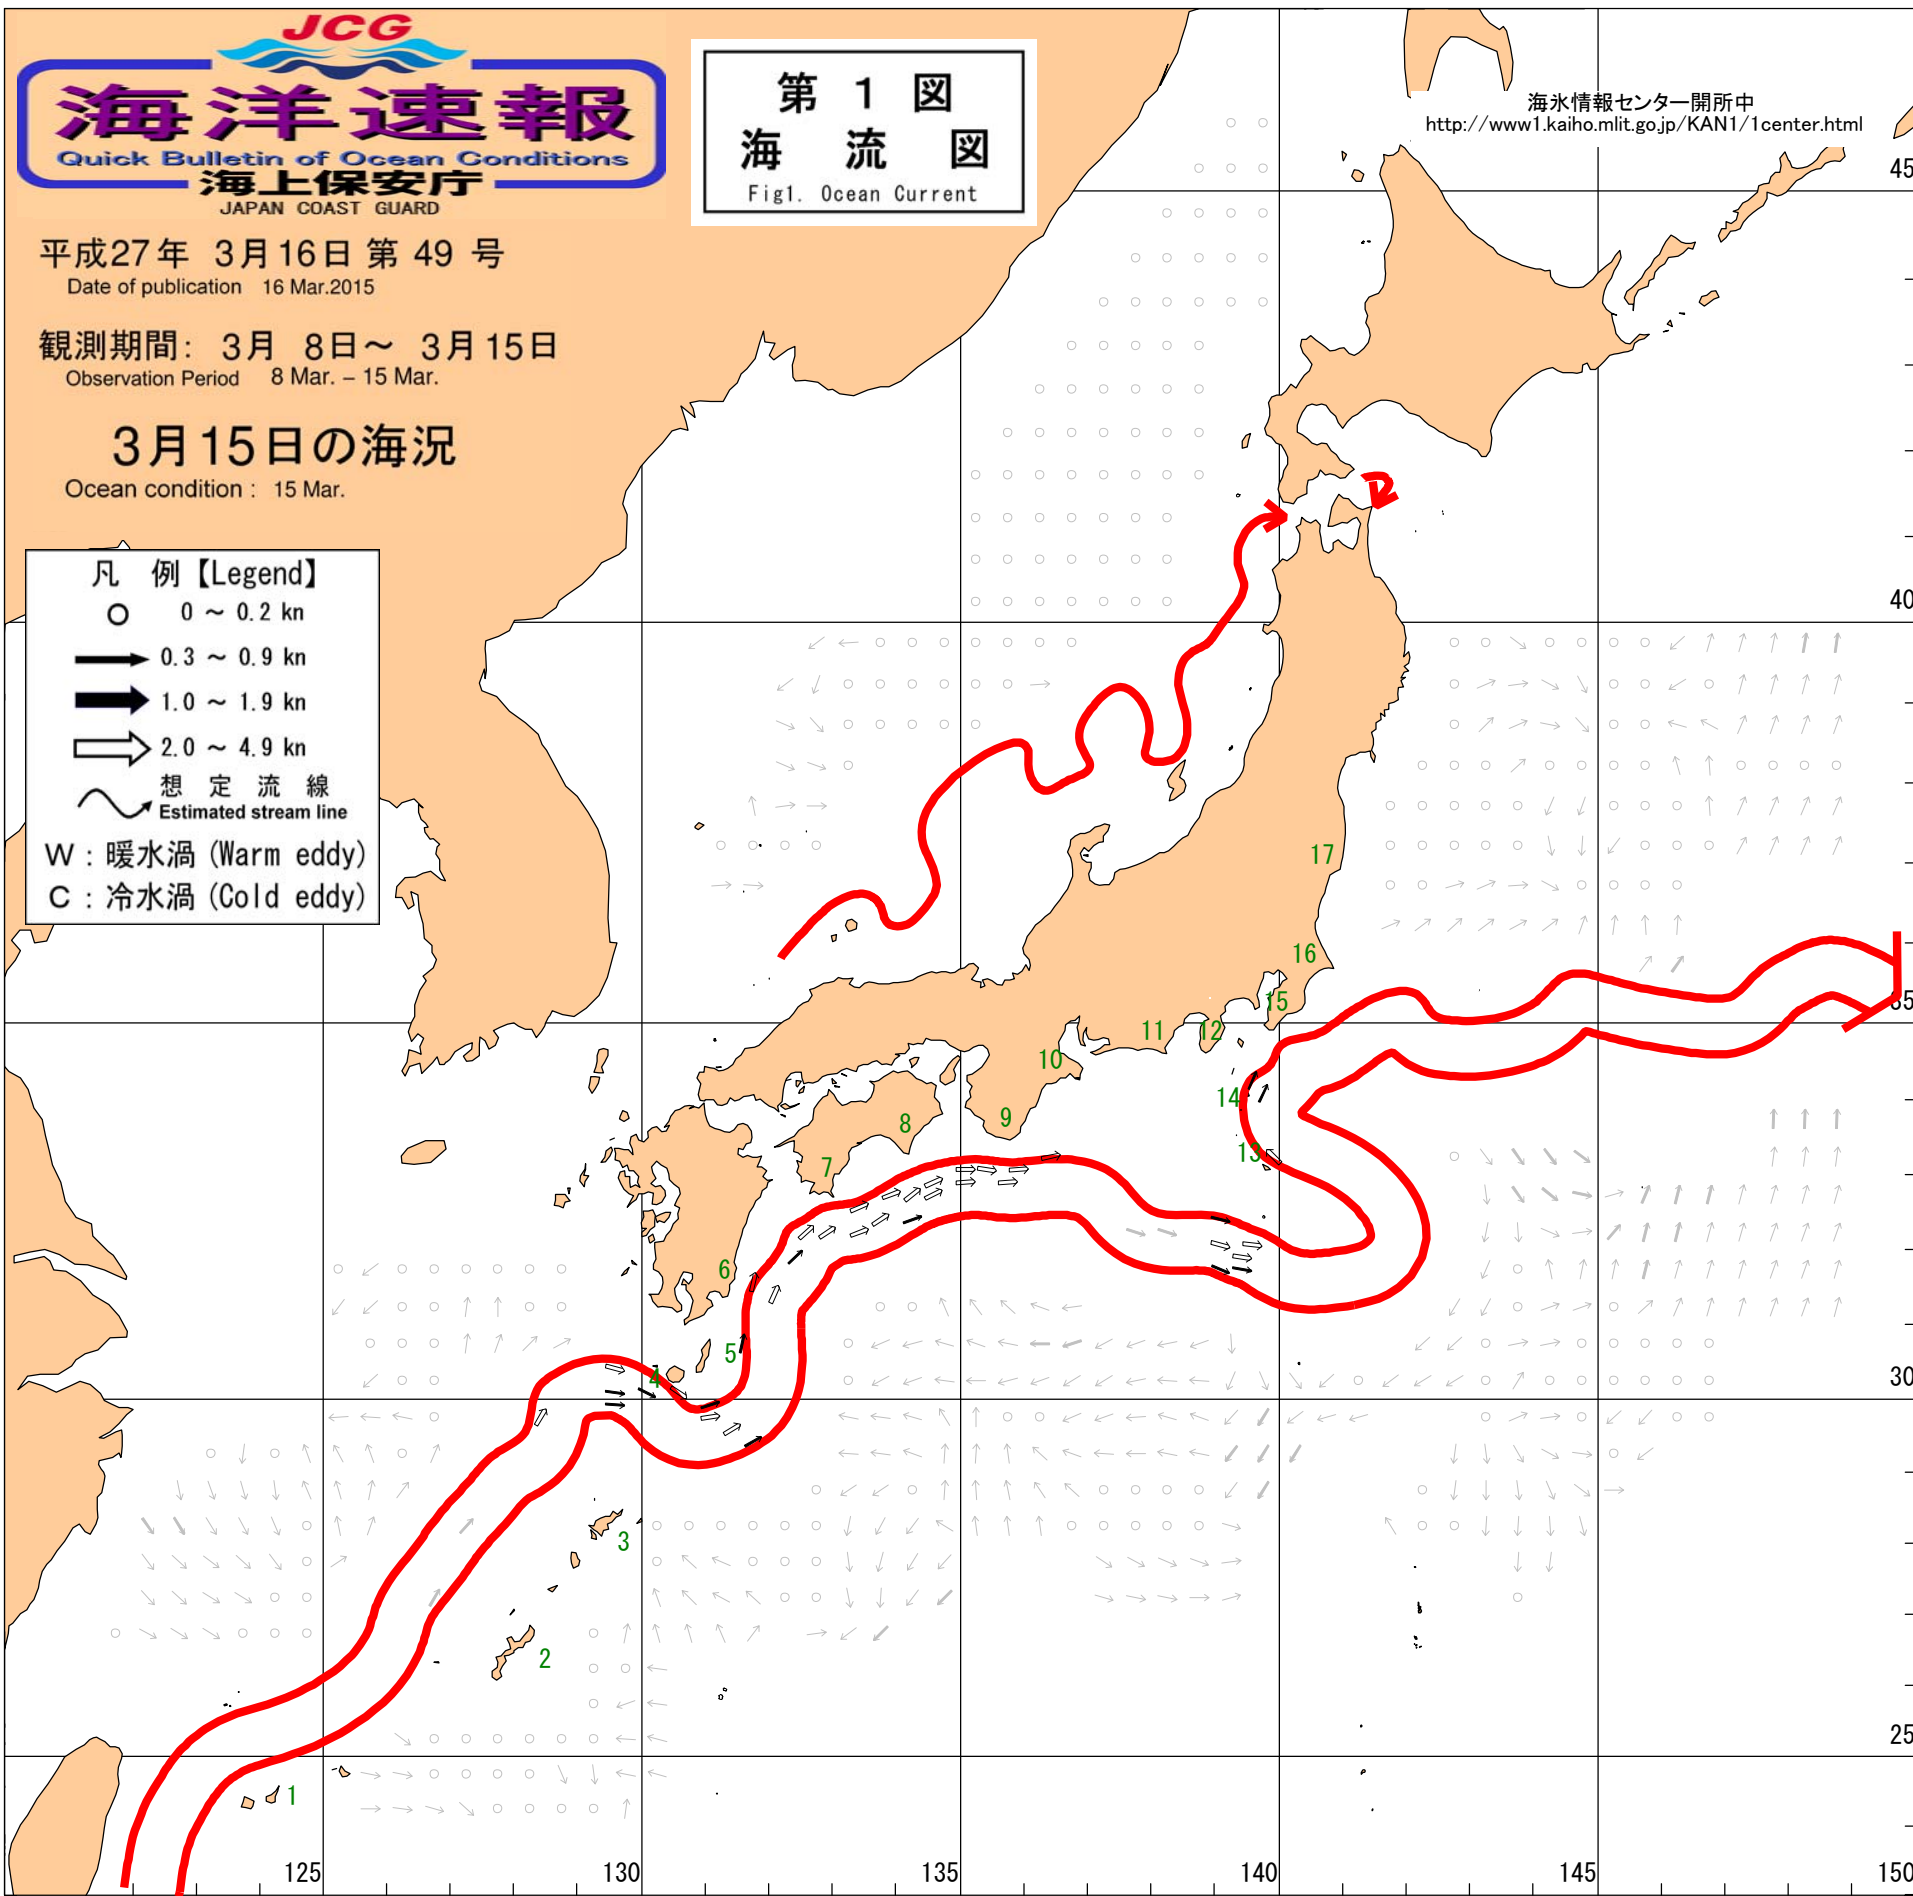 JCG
海洋速報
Quick Bulletin of Ocean Conditions
海上保安庁
JAPAN COAST GUARD
平成27年 3月16日 第 49 号
Date of publication 16 Mar.2015
観測期間: 3月 8日～ 3月15日
Observation Period 8 Mar. – 15 Mar.
3月15日の海況
Ocean condition : 15 Mar.
第 1 図
海 流 図
Fig1. Ocean Current
海氷情報センター開所中
http://www1.kaiho.mlit.go.jp/KAN1/1center.html
凡 例【Legend】
0 ～ 0.2 kn
0.3 ～ 0.9 kn
1.0 ～ 1.9 kn
2.0 ～ 4.9 kn
想 定 流 線
Estimated stream line
W : 暖水渦 (Warm eddy)
C : 冷水渦 (Cold eddy)
45
40
35
30
25
17
16
15
11
12
10
14
9
8
13
7
6
5
4
3
2
1
125
130
135
140
145
150